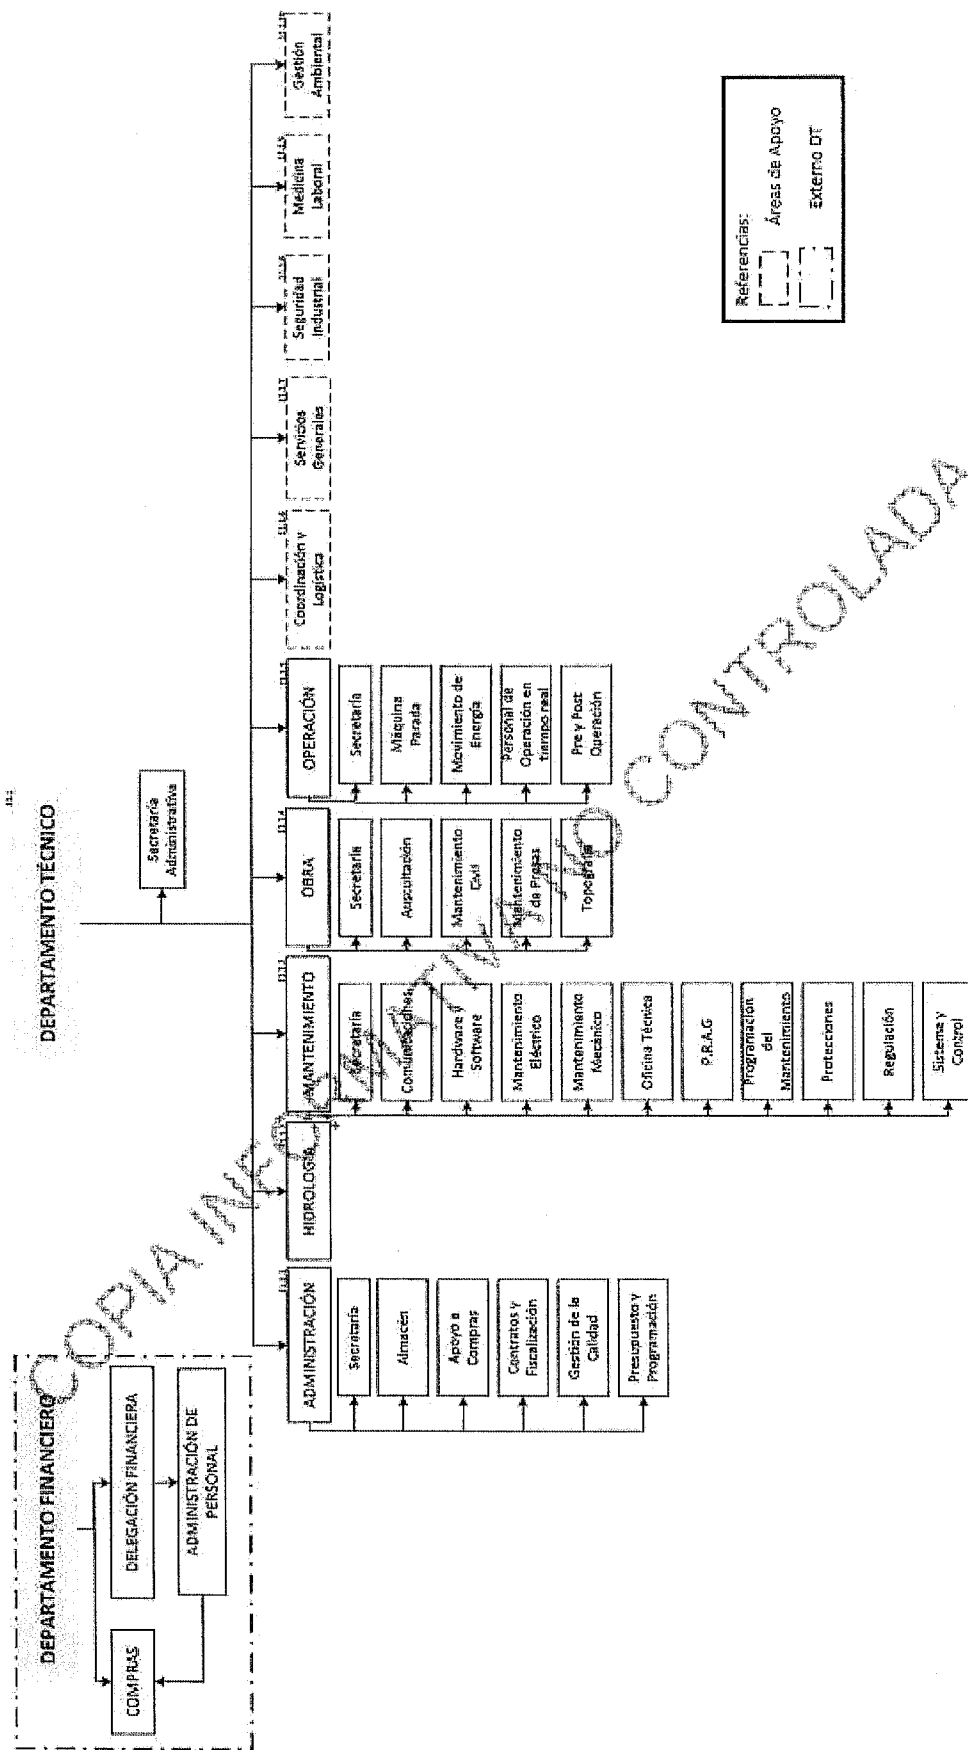 DEPARTAMENTO FINANCIERO
COMPRAS
DELEGACIÓN FINANCIERA
ADMINISTRACIÓN DE
PERSONAL
DEPARTAMENTO TÉCNICO
Secretaría
Administrativa
ADMINISTRACIÓN
Secretaría
Almacén
Apoyo a
Compras
Contratos y
Fiscalización
Gestión de la
Calidad
Presupuesto y
Programación
HIDROLOGÍA
MANTENIMIENTO
Secretaría
Comunicaciones
Hardware y
Software
Mantenimiento
Eléctrico
Mantenimiento
Mecánico
Oficina Técnica
P.R.A.G
Programación
del
Mantenimiento
Protecciones
Regulación
Sistema y
Control
OBRA
Secretaría
Auscultación
Mantenimiento
Civil
Mantenimiento
de Presas
Topografía
OPERACIÓN
Secretaría
Máquina
Parada
Movimiento de
Energía
Personal de
Operación en
tiempo real
Pre y Post
Operación
Coordinación y
Logística
Servicios
Generales
Seguridad
Industrial
Medicina
Laboral
Gestión
Ambiental
Referencias:
Áreas de Apoyo
Externo DT
COPIA INFORMATIVA NO CONTROLADA